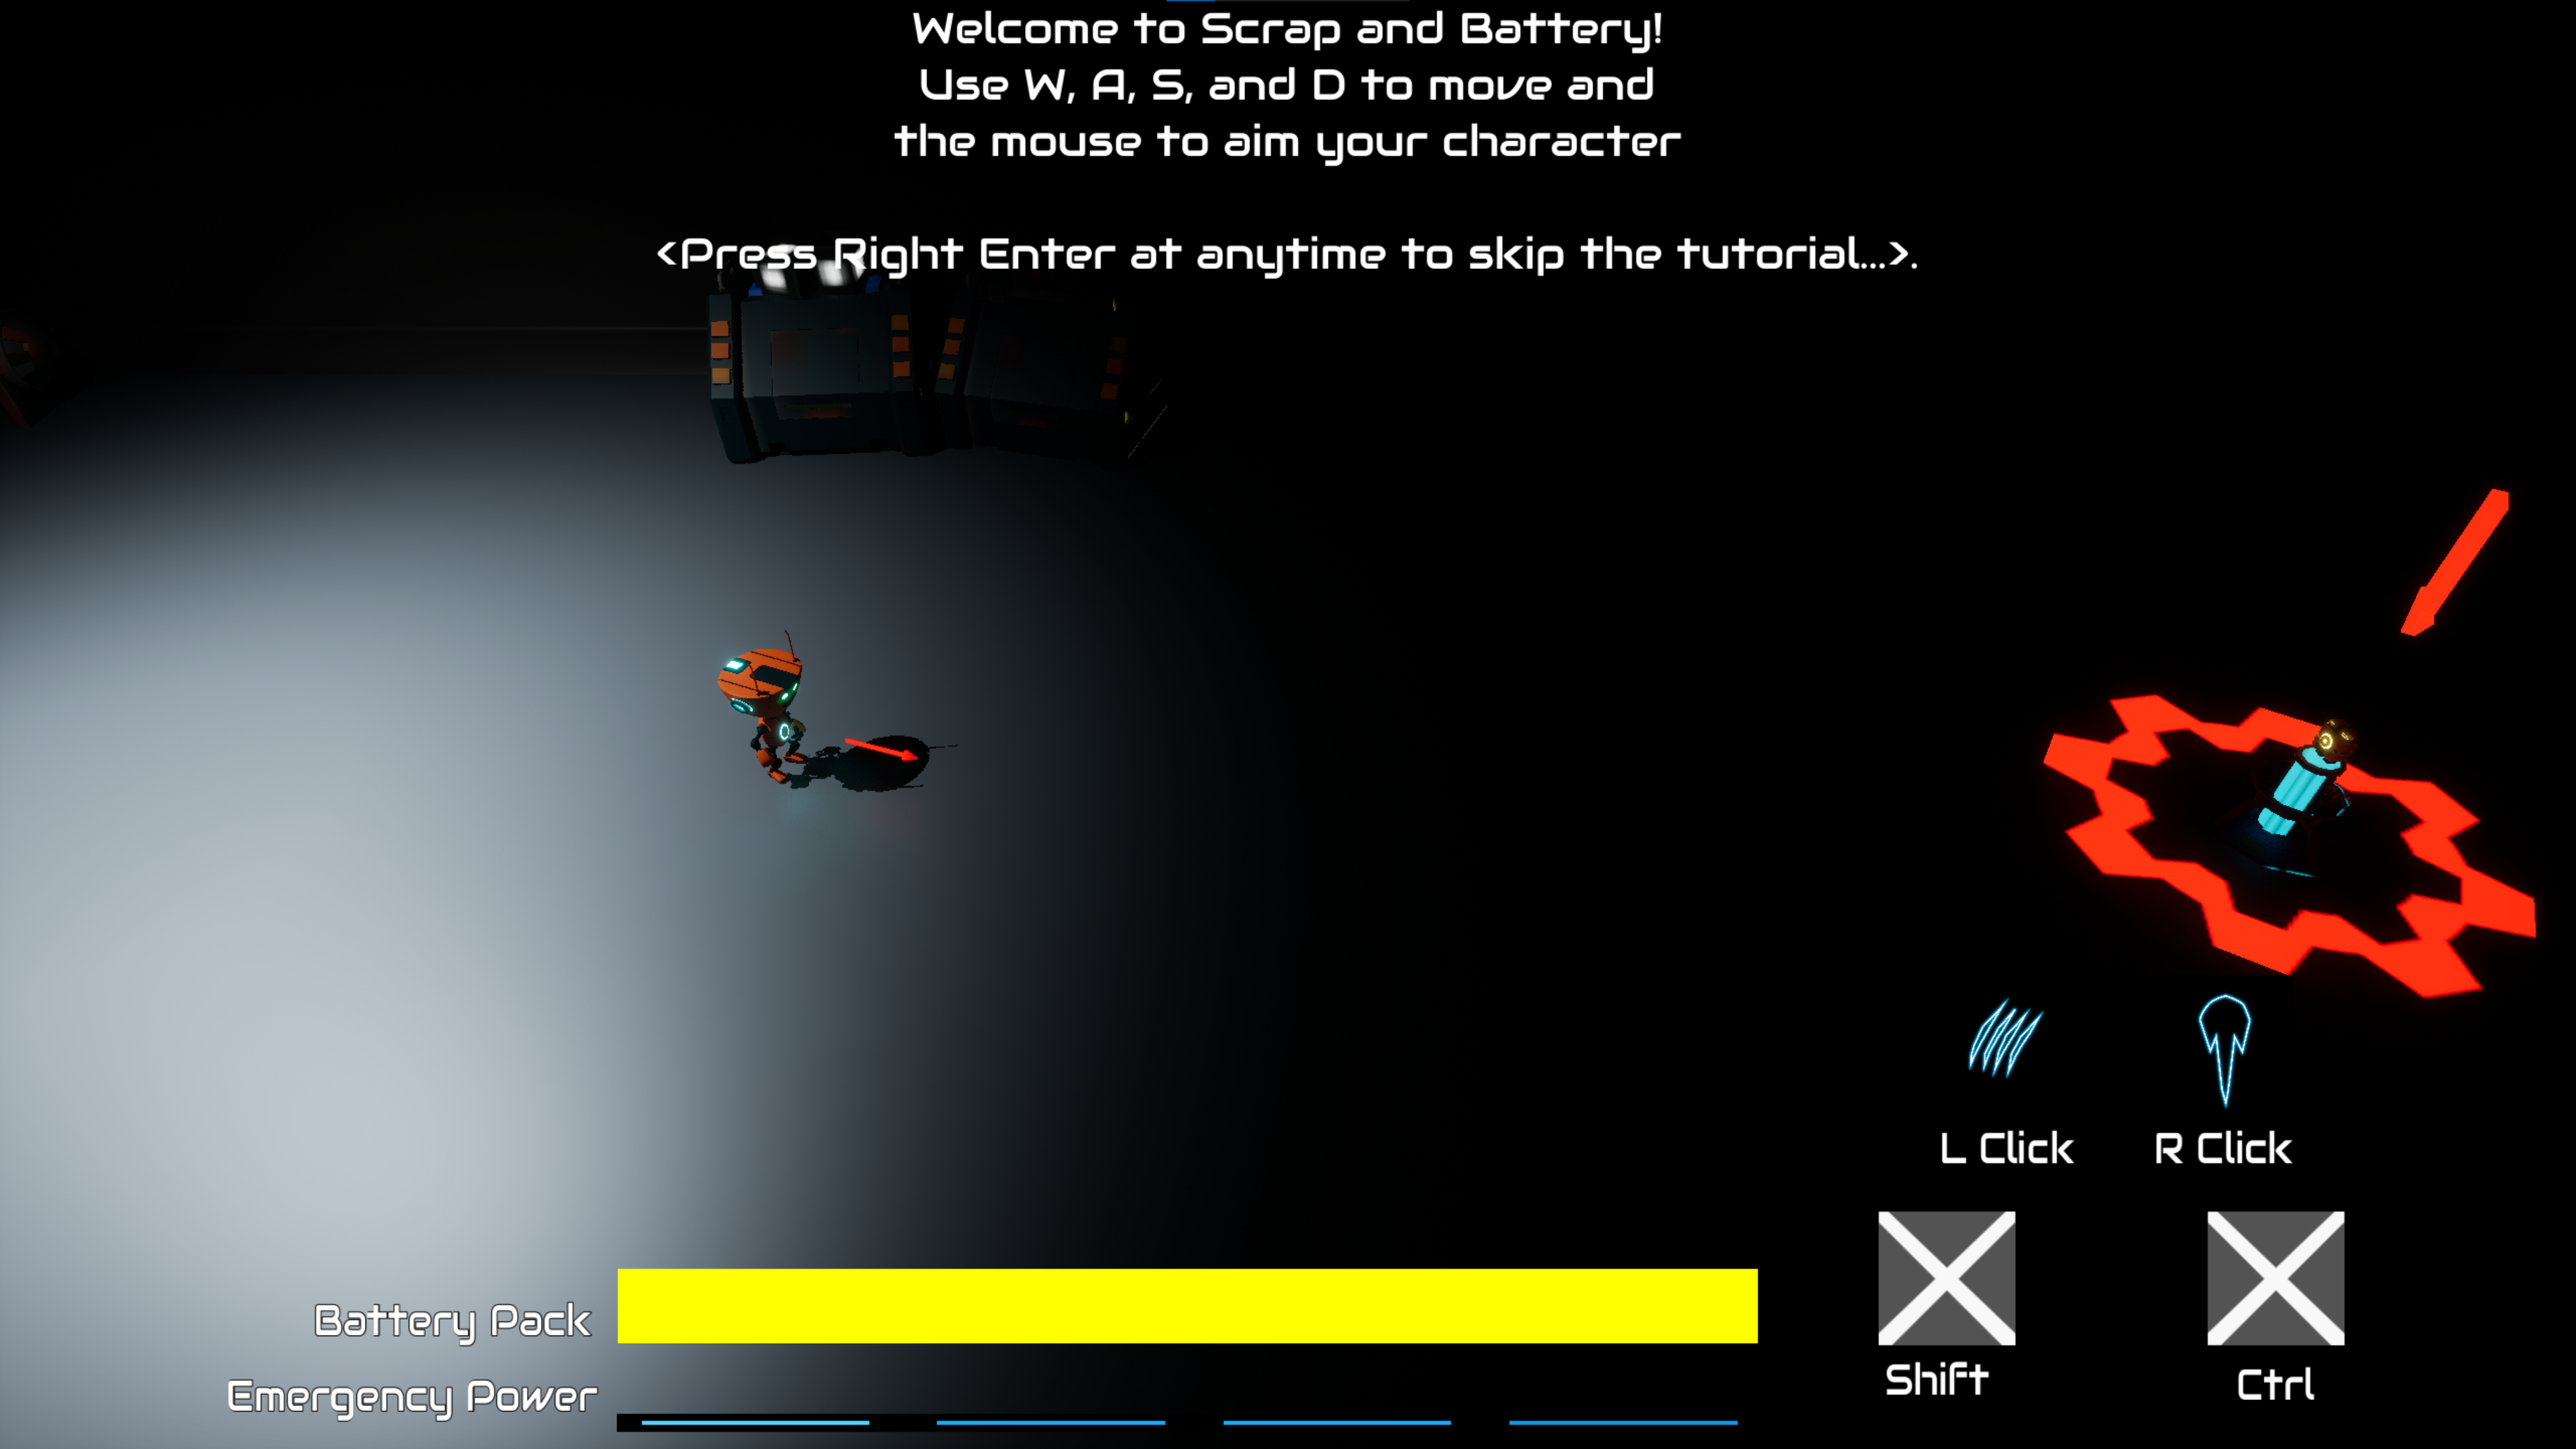 Welcome to Scrap and Battery!
Use W, A, S, and D to move and
the mouse to aim your character
<Press Right Enter at anytime to skip the tutorial...>.
L Click
R Click
Battery Pack
Shift
Ctrl
Emergency Power